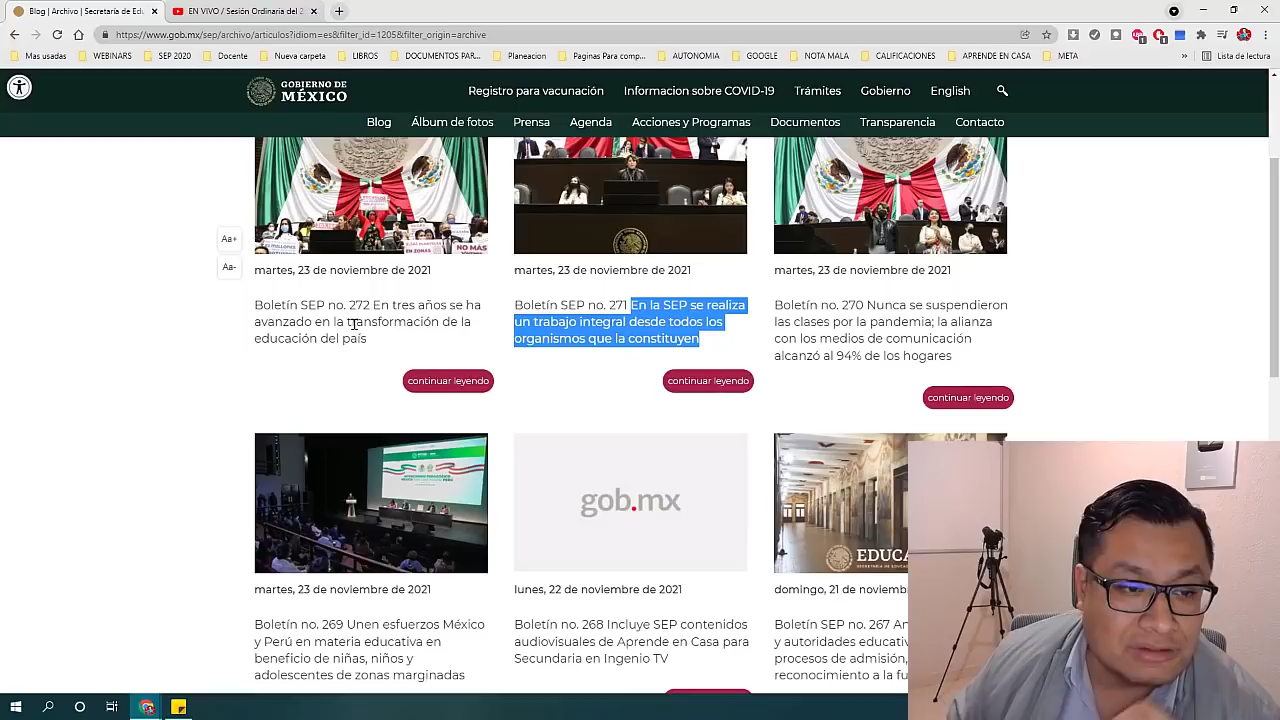 Blog | Archivo | Secretaría de Edu
EN VIVO / Sesión Ordinaria del 2
https://www.gob.mx/sep/archivo/articulos?idiom=es&filter_id=1205&filter_origin=archive
Mas usadas
WEBINARS
SEP 2020
Docente
Nueva carpeta
LIBROS
DOCUMENTOS PAR...
Planeacion
Paginas Para comp...
AUTONOMIA
GOOGLE
NOTA MALA
CALIFICACIONES
APRENDE EN CASA
META
»
Lista de lectura
GOBIERNO DE
MÉXICO
Registro para vacunación
Informacion sobre COVID-19
Trámites
Gobierno
English
Blog
Álbum de fotos
Prensa
Agenda
Acciones y Programas
Documentos
Transparencia
Contacto
Aa+
Aa-
martes, 23 de noviembre de 2021
Boletín SEP no. 272 En tres años se ha
avanzado en la transformación de la
educación del país
continuar leyendo
martes, 23 de noviembre de 2021
Boletín SEP no. 271 En la SEP se realiza
un trabajo integral desde todos los
organismos que la constituyen
continuar leyendo
martes, 23 de noviembre de 2021
Boletín no. 270 Nunca se suspendieron
las clases por la pandemia; la alianza
con los medios de comunicación
alcanzó al 94% de los hogares
continuar leyendo
martes, 23 de noviembre de 2021
Boletín no. 269 Unen esfuerzos México
y Perú en materia educativa en
beneficio de niñas, niños y
adolescentes de zonas marginadas
gob.mx
lunes, 22 de noviembre de 2021
Boletín no. 268 Incluye SEP contenidos
audiovisuales de Aprende en Casa para
Secundaria en Ingenio TV
EDUCA
domingo, 21 de noviemb
Boletín SEP no. 267 An
y autoridades educativ
procesos de admisión,
reconocimiento a la fu